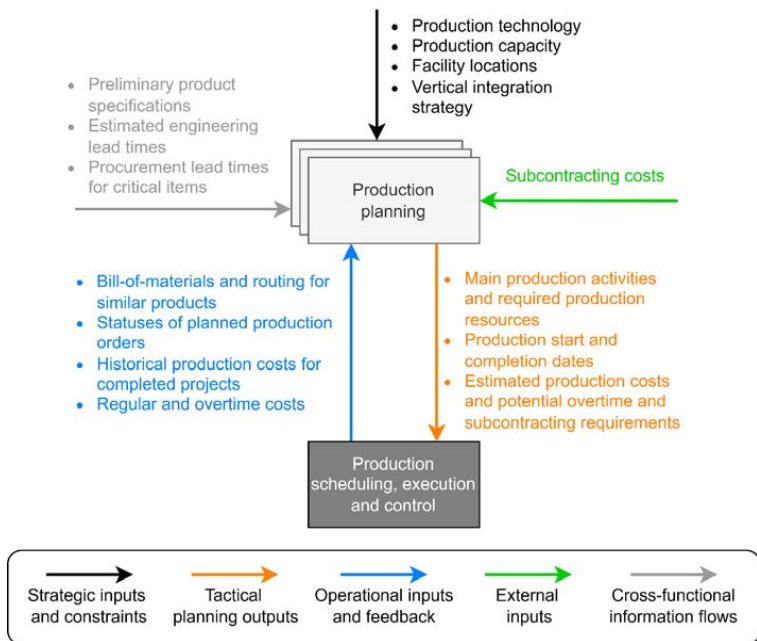 • Production technology
• Production capacity
• Facility locations
• Vertical integration
strategy
• Preliminary product
specifications
• Estimated engineering
lead times
• Procurement lead times
for critical items
Production
planning
Subcontracting costs
• Bill-of-materials and routing for
similar products
• Statuses of planned production
orders
• Historical production costs for
completed projects
• Regular and overtime costs
• Main production activities
and required production
resources
• Production start and
completion dates
• Estimated production costs
and potential overtime and
subcontracting requirements
Production
scheduling, execution
and control
Strategic inputs
and constraints
Tactical
planning outputs
Operational inputs
and feedback
External
inputs
Cross-functional
information flows